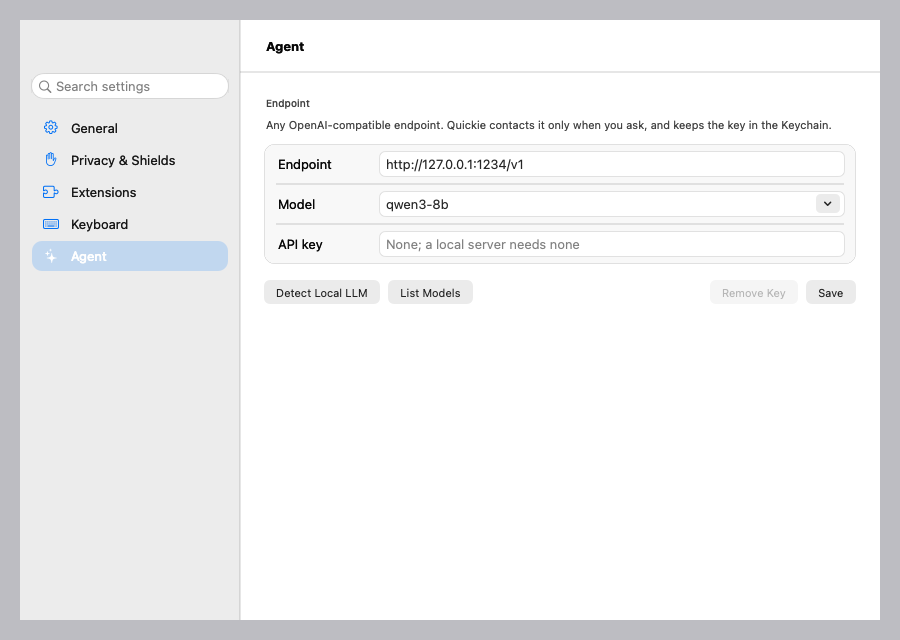 Search settings
General
Privacy & Shields
Extensions
Keyboard
Agent
Agent
Endpoint
Any OpenAI-compatible endpoint. Quickie contacts it only when you ask, and keeps the key in the Keychain.
Endpoint http://127.0.0.1:1234/v1
Model qwen3-8b
API key None; a local server needs none
Detect Local LLM List Models Remove Key Save